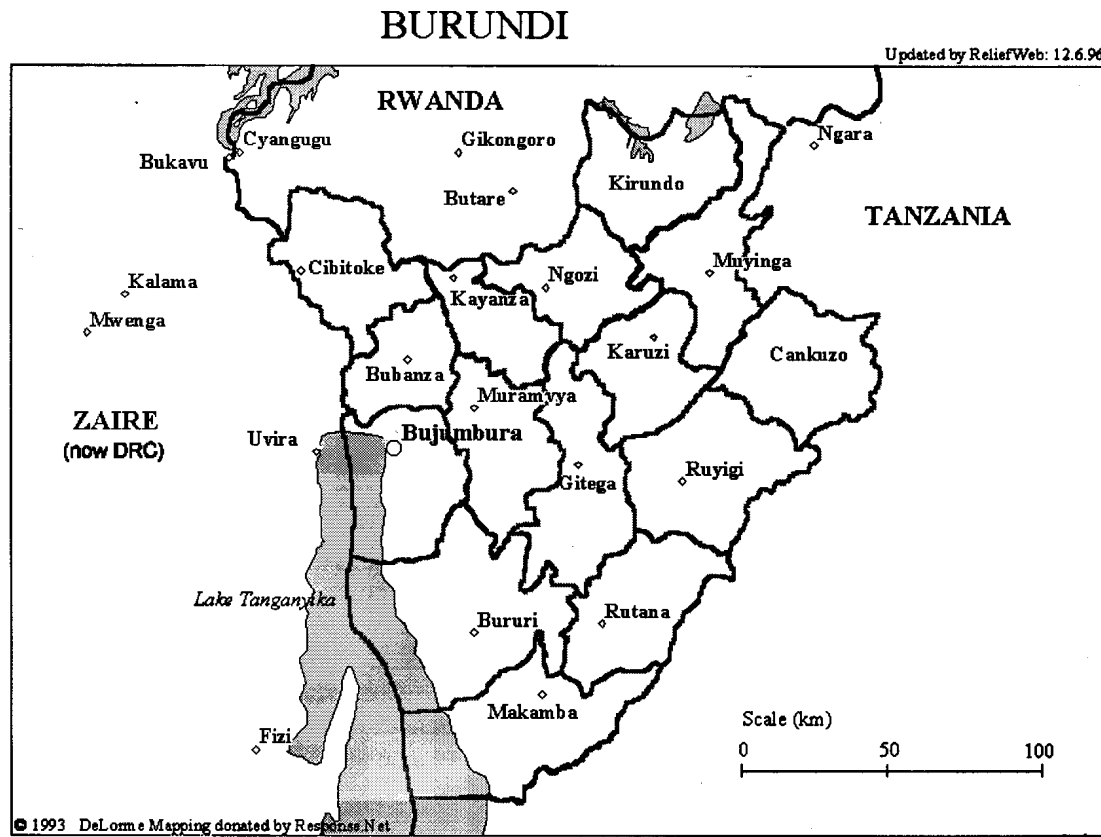 BURUNDI
Updated by ReliefWeb: 12.6.96
RWANDA
Cyangugu
Gikongoro
Ngara
Bukavu
Kirundo
Butare
TANZANIA
Cibitoke
Muyinga
Kalama
Kayanza
Ngozi
Mwenga
Karuzi
Cankuzo
Bubanza
Muramvya
ZAIRE
(now DRC)
Uvira
Bujumbura
Gitega
Ruyigi
Lake Tanganyika
Bururi
Rutana
Makamba
Scale (km)
Fizi
0 50 100
© 1993 DeLorme Mapping donated by Response.Net